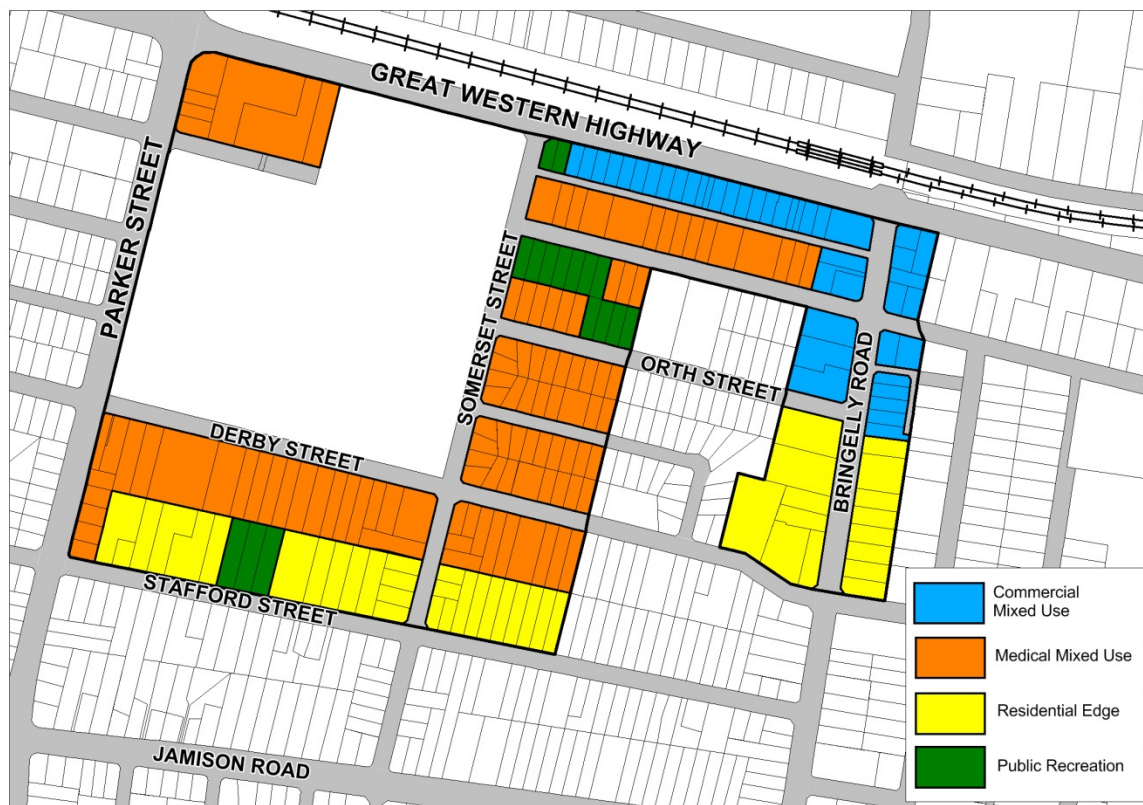 GREAT WESTERN HIGHWAY
PARKER STREET
SOMERSET STREET
ORTH STREET
BRINGELLY ROAD
DERBY STREET
STAFFORD STREET
JAMISON ROAD
Commercial
Mixed Use
Medical Mixed Use
Residential Edge
Public Recreation